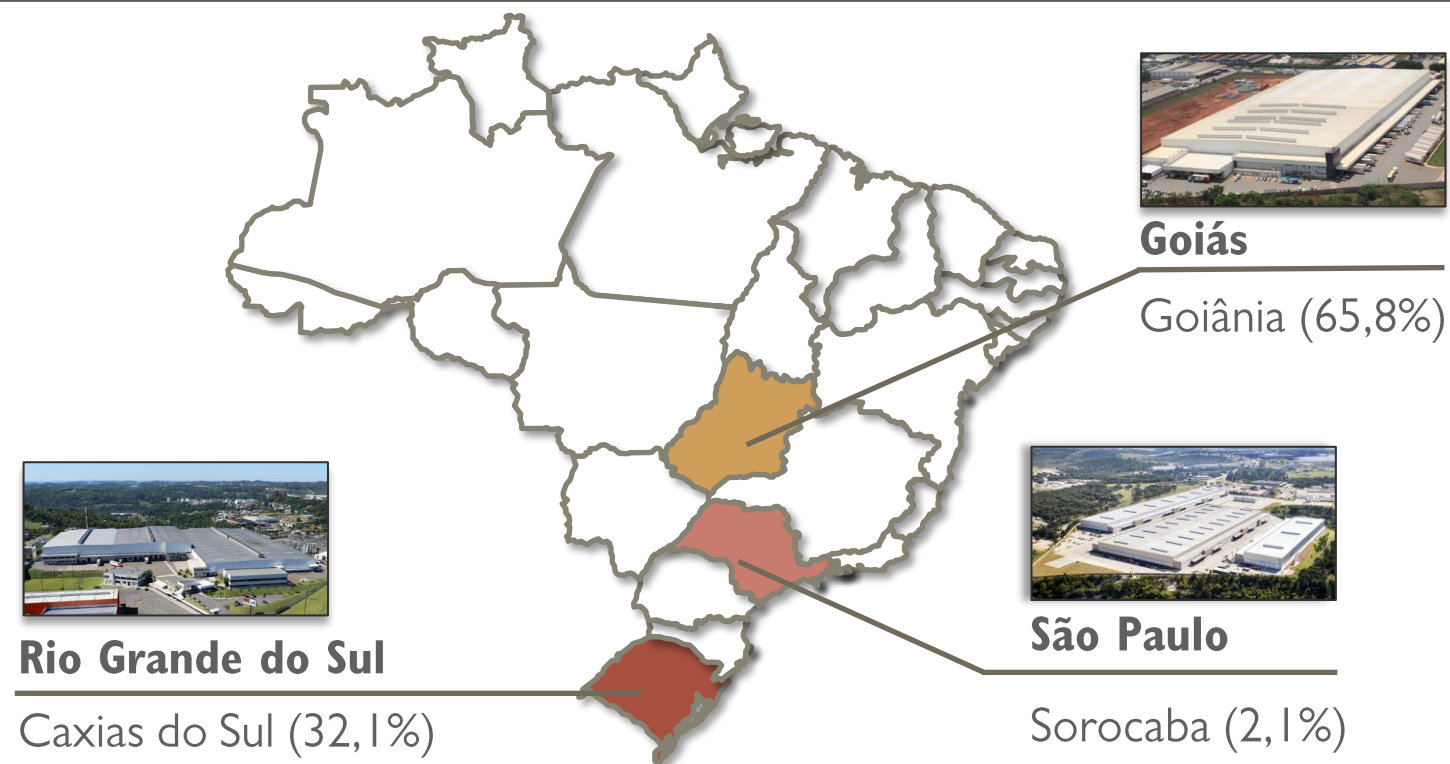 Goiás
Goiânia (65,8%)
São Paulo
Sorocaba (2,1%)
Rio Grande do Sul
Caxias do Sul (32,1%)